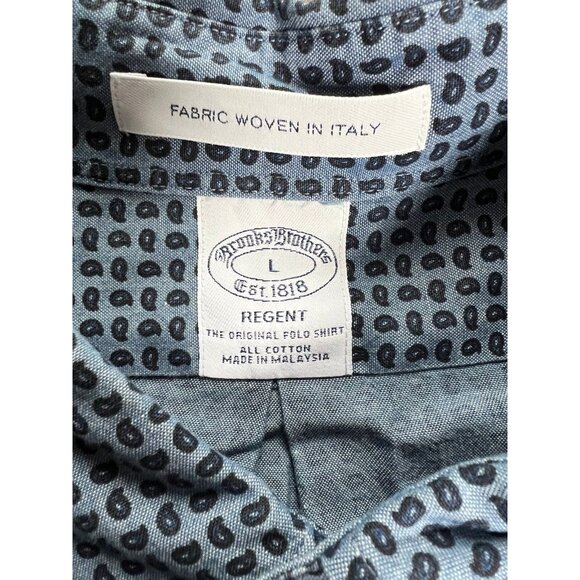 FABRIC WOVEN IN ITALY
Brooks Brothers
L
Est. 1818
REGENT
THE ORIGINAL POLO SHIRT
ALL COTTON
MADE IN MALAYSIA